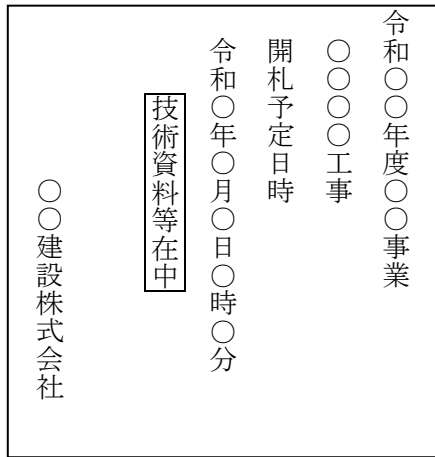 令和〇〇年度〇〇事業
〇〇〇〇工事
開札予定日時
令和〇年〇月〇日〇時〇分
技術資料等在中
〇〇建設株式会社